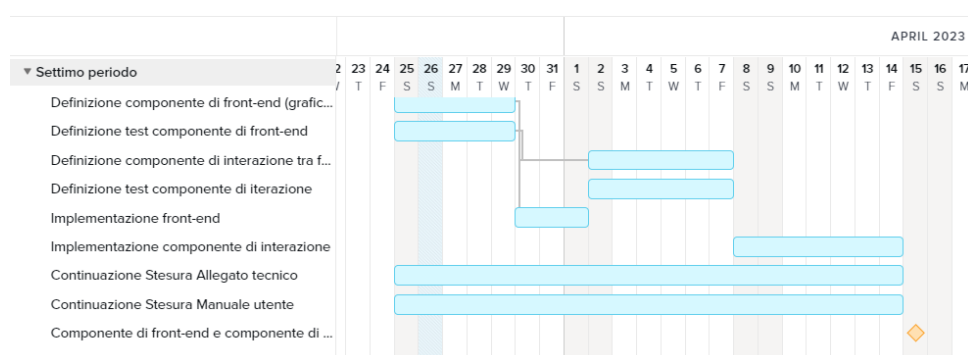 APRIL 2023
2 23 24 25 26 27 28 29 30 31 1 2 3 4 5 6 7 8 9 10 11 12 13 14 15 16 17
T F S S M T W T F S S M T W T F S S M T W T F S S M
Settimo periodo
Definizione componente di front-end (grafic...
Definizione test componente di front-end
Definizione componente di interazione tra f...
Definizione test componente di iterazione
Implementazione front-end
Implementazione componente di interazione
Continuazione Stesura Allegato tecnico
Continuazione Stesura Manuale utente
Componente di front-end e componente di ...